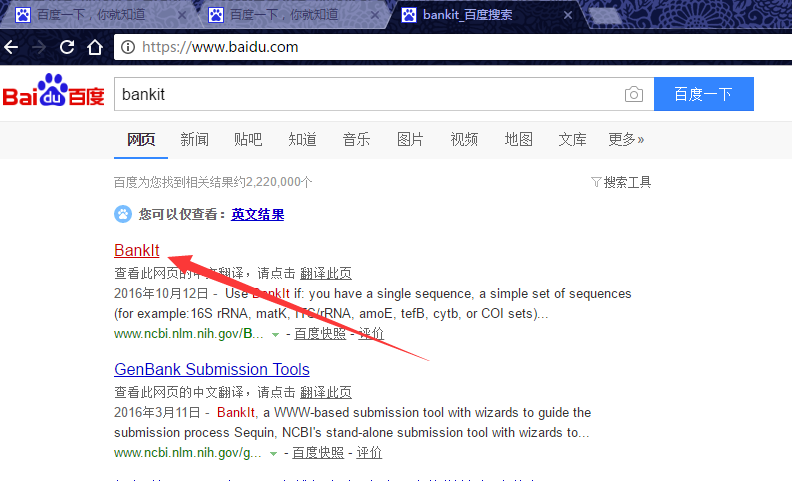 百度一下，你就知道
百度一下，你就知道
bankit_百度搜索
https://www.baidu.com
Bai du 百度
bankit
百度一下
网页 新闻 贴吧 知道 音乐 图片 视频 地图 文库 更多»
百度为您找到相关结果约2,220,000个
搜索工具
您可以仅查看：英文结果
BankIt
查看此网页的中文翻译，请点击 翻译此页
2016年10月12日 - Use BankIt if: you have a single sequence, a simple set of sequences
(for example:16S rRNA, matK, ITS/rRNA, amoE, tefB, cytb, or COI sets)...
www.ncbi.nlm.nih.gov/B... - 百度快照 - 评价
GenBank Submission Tools
查看此网页的中文翻译，请点击 翻译此页
2016年3月11日 - BankIt, a WWW-based submission tool with wizards to guide the
submission process Sequin, NCBI's stand-alone submission tool with wizards to...
www.ncbi.nlm.nih.gov/g... - 百度快照 - 评价